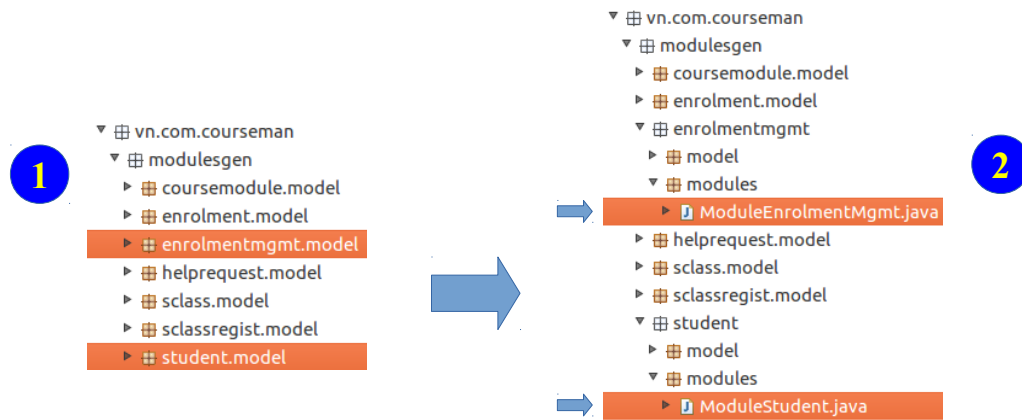 1
vn.com.courseman
modulesgen
coursemodule.model
enrolment.model
enrolmentmgmt.model
helprequest.model
sclass.model
sclassregist.model
student.model
2
vn.com.courseman
modulesgen
coursemodule.model
enrolment.model
enrolmentmgmt
model
modules
ModuleEnrolmentMgmt.java
helprequest.model
sclass.model
sclassregist.model
student
model
modules
ModuleStudent.java